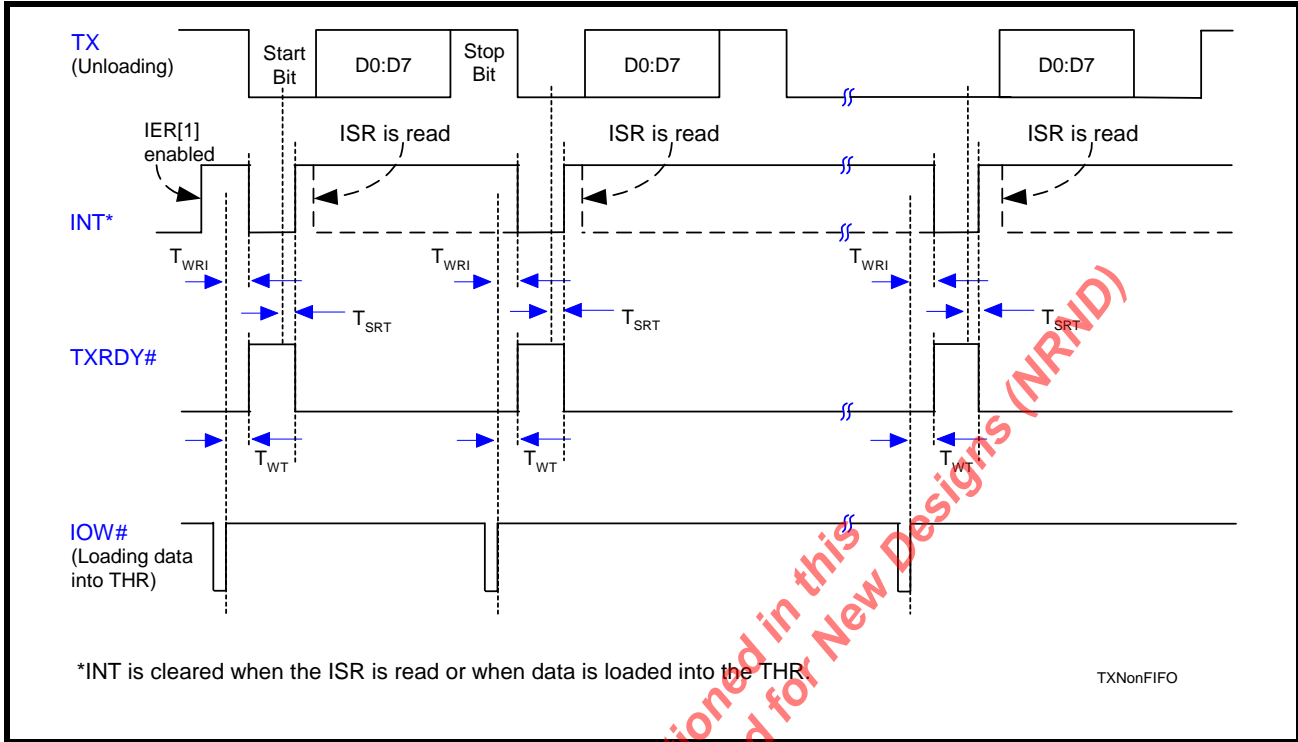 TX
(Unloading)
Start
Bit
D0:D7
Stop
Bit
D0:D7
D0:D7
IER[1]
enabled
ISR is read
ISR is read
ISR is read
INT*
TWRI
TWRI
TWRI
TSRT
TSRT
TSRT
TXRDY#
TWT
TWT
TWT
IOW#
(Loading data
into THR)
*INT is cleared when the ISR is read or when data is loaded into the THR.
TXNonFIFO
tioned in this
d for New Designs (NRND)